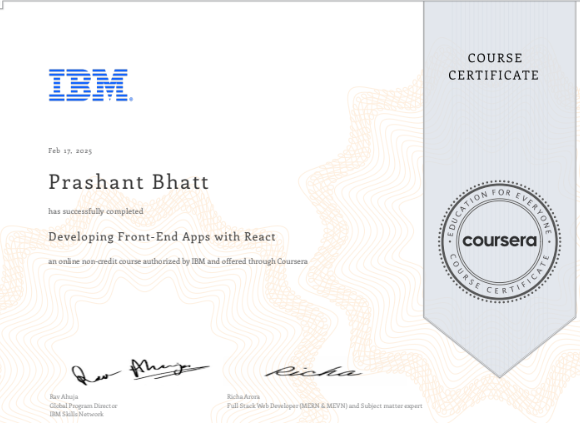 COURSE
CERTIFICATE
IBM®
Feb 17, 2025
Prashant Bhatt
has successfully completed
Developing Front-End Apps with React
an online non-credit course authorized by IBM and offered through Coursera
EDUCATION FOR EVERYONE
coursera
COURSE CERTIFICATE
Richa
Rav Ahuja
Global Program Director
IBM Skills Network
Richa Arora
Full Stack Web Developer (MERN & MEVN) and Subject matter expert